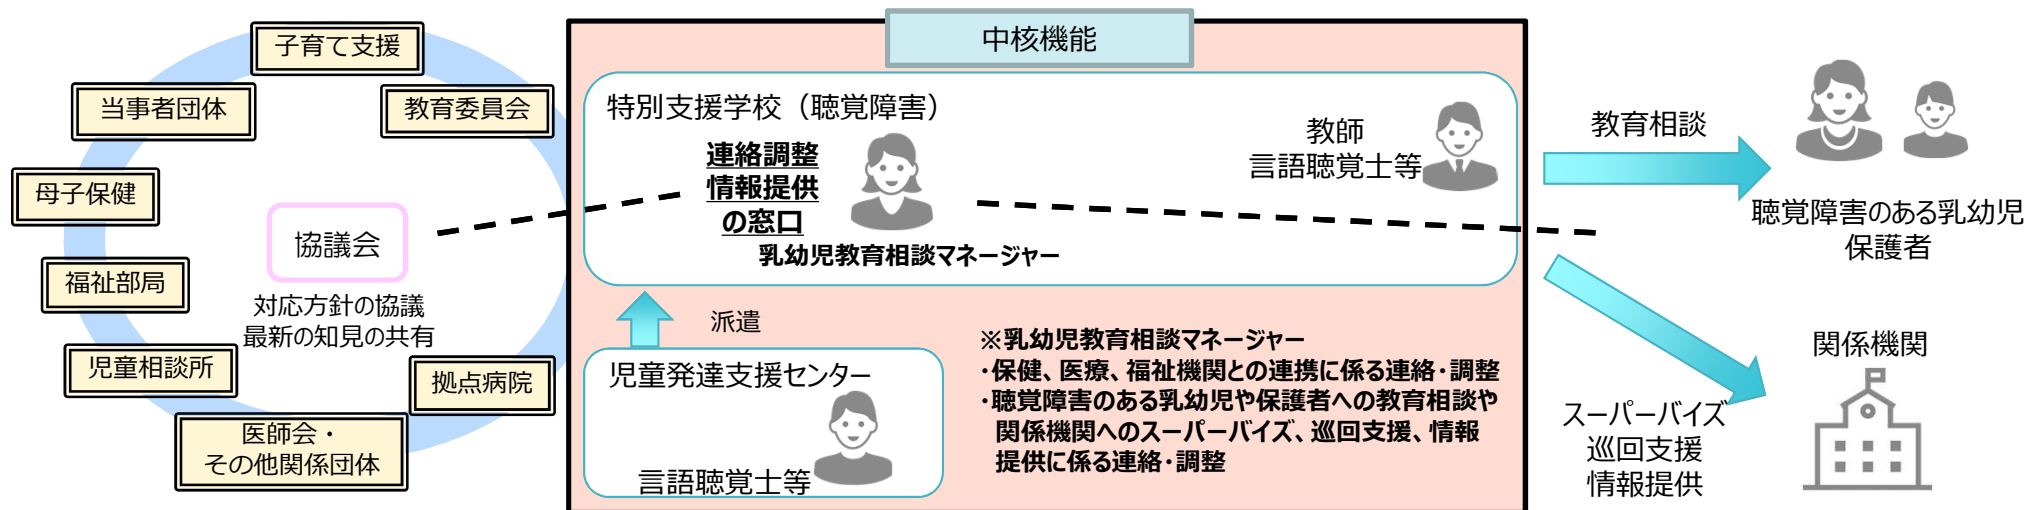 子育て支援
当事者団体
教育委員会
母子保健
福祉部局
児童相談所
拠点病院
医師会・
その他関係団体
協議会
対応方針の協議
最新の知見の共有
中核機能
特別支援学校（聴覚障害）
連絡調整
情報提供
の窓口
乳幼児教育相談マネージャー
教師
言語聴覚士等
派遣
児童発達支援センター
言語聴覚士等
※乳幼児教育相談マネージャー
・保健、医療、福祉機関との連携に係る連絡・調整
・聴覚障害のある乳幼児や保護者への教育相談や
関係機関へのスーパーバイズ、巡回支援、情報
提供に係る連絡・調整
教育相談
聴覚障害のある乳幼児
保護者
スーパーバイズ
巡回支援
情報提供
関係機関